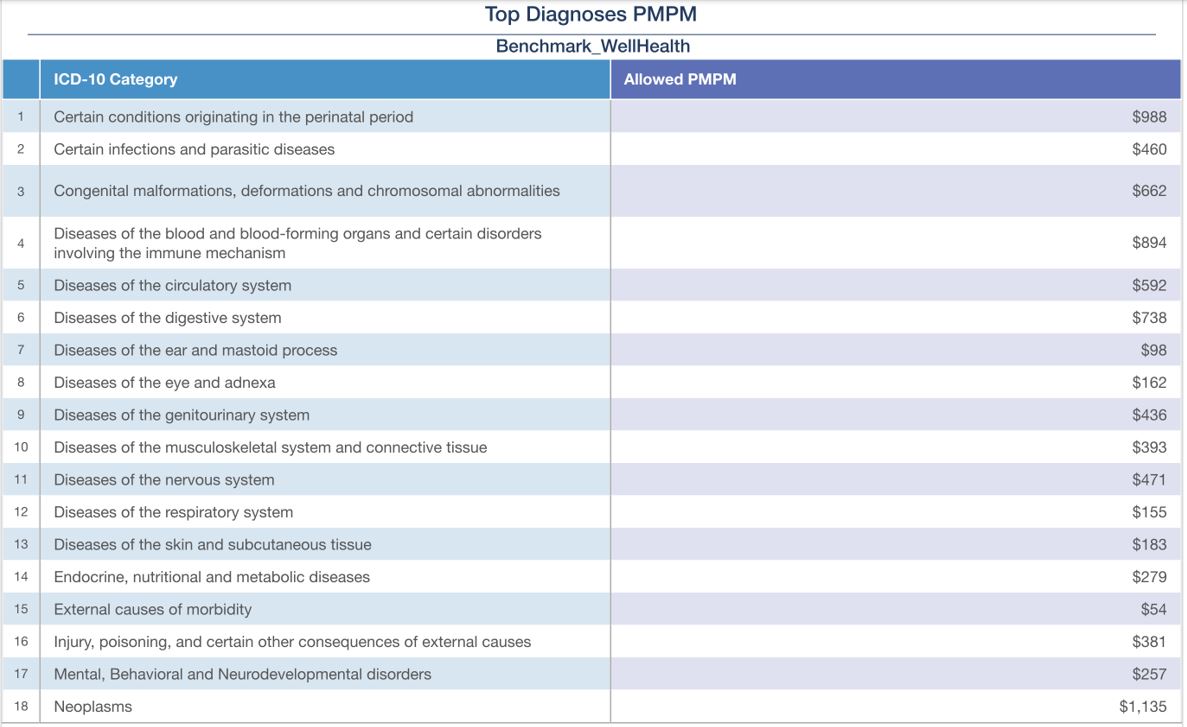 Top Diagnoses PMPM
Benchmark_WellHealth
ICD-10 Category Allowed PMPM
1 Certain conditions originating in the perinatal period $988
2 Certain infections and parasitic diseases $460
3 Congenital malformations, deformations and chromosomal abnormalities $662
4 Diseases of the blood and blood-forming organs and certain disorders
involving the immune mechanism $894
5 Diseases of the circulatory system $592
6 Diseases of the digestive system $738
7 Diseases of the ear and mastoid process $98
8 Diseases of the eye and adnexa $162
9 Diseases of the genitourinary system $436
10 Diseases of the musculoskeletal system and connective tissue $393
11 Diseases of the nervous system $471
12 Diseases of the respiratory system $155
13 Diseases of the skin and subcutaneous tissue $183
14 Endocrine, nutritional and metabolic diseases $279
15 External causes of morbidity $54
16 Injury, poisoning, and certain other consequences of external causes $381
17 Mental, Behavioral and Neurodevelopmental disorders $257
18 Neoplasms $1,135